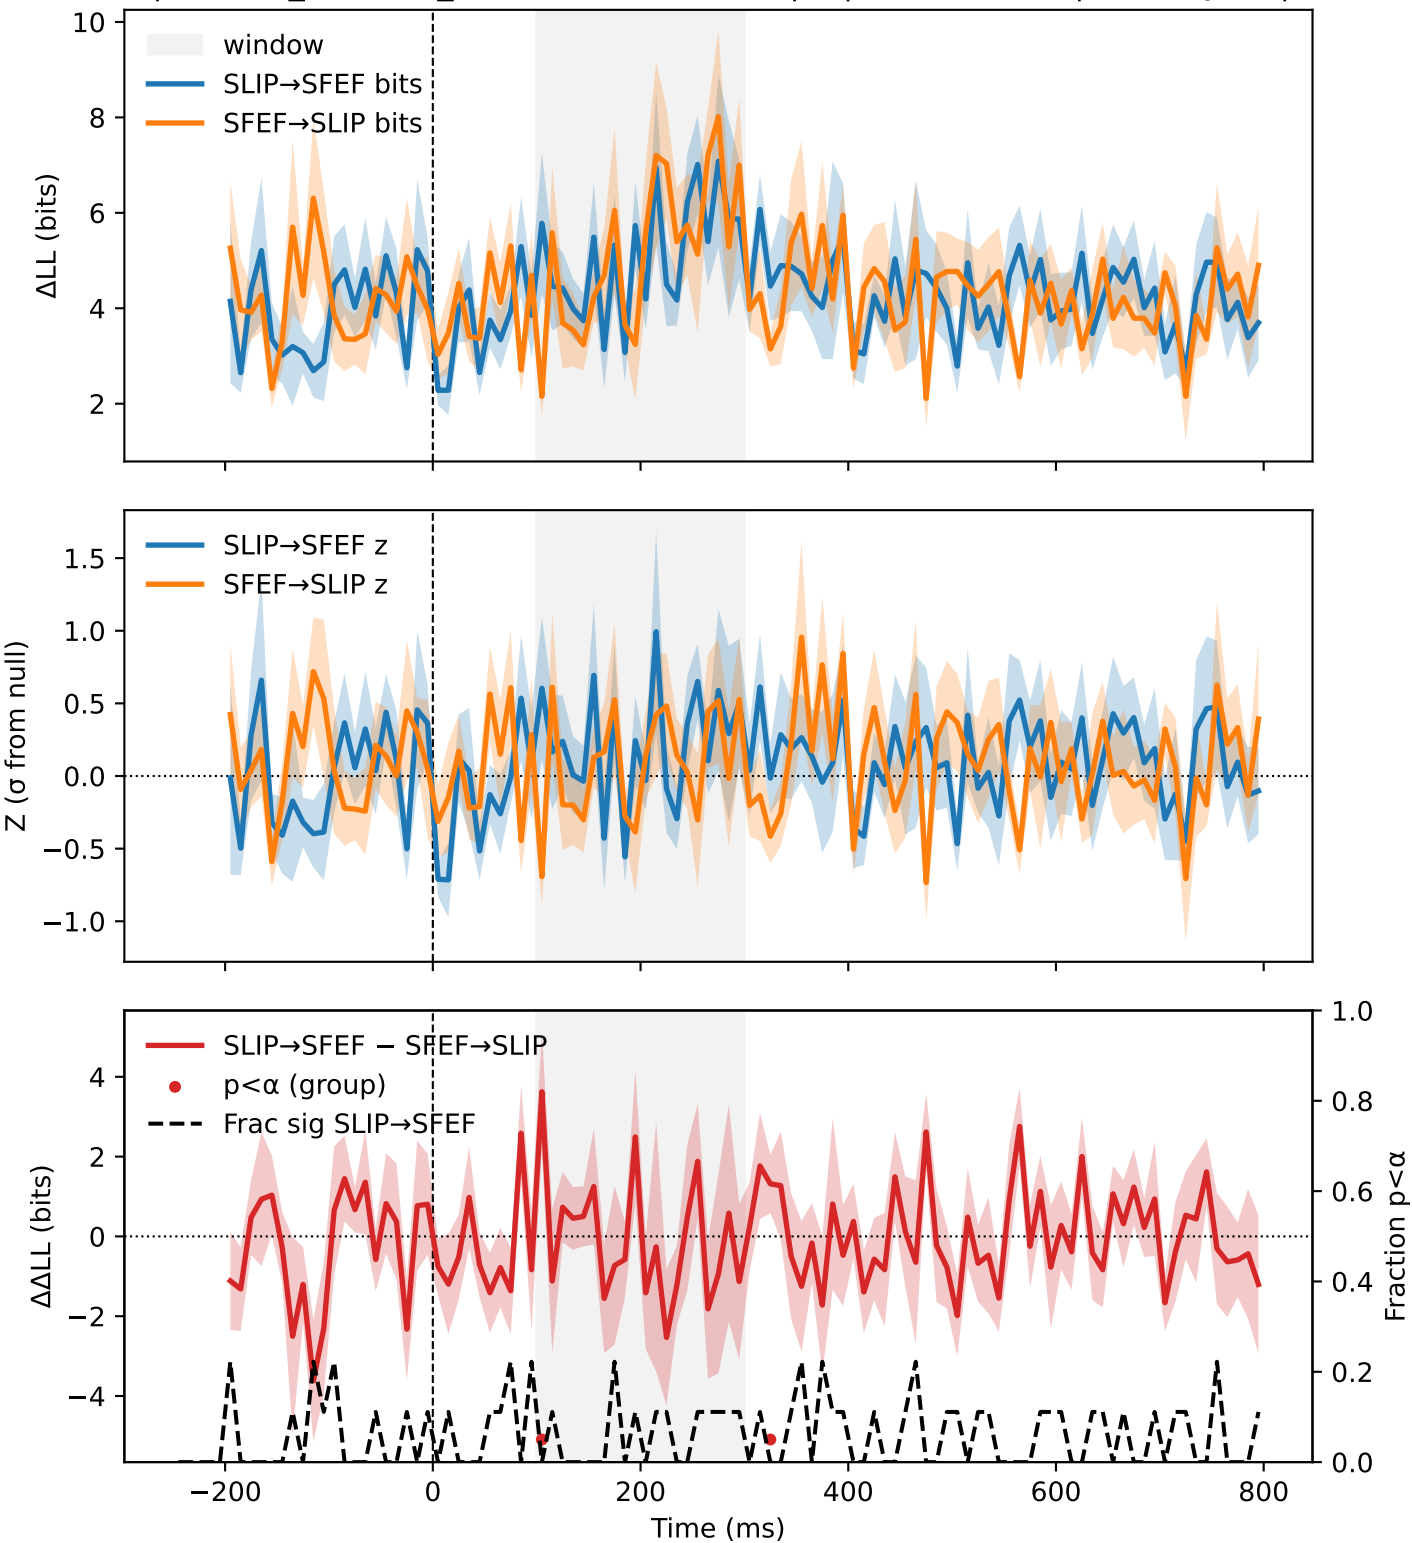 10
8
6
4
2
ΔLL (bits)
window
SLIP→SFEF bits
SFEF→SLIP bits
1.5
1.0
0.5
0.0
−0.5
−1.0
Z (σ from null)
SLIP→SFEF z
SFEF→SLIP z
4
2
0
−2
−4
ΔΔLL (bits)
SLIP→SFEF − SFEF→SLIP
p<α (group)
Frac sig SLIP→SFEF
1.0
0.8
0.6
0.4
0.2
0.0
Fraction p<α
−200 0 200 400 600 800
Time (ms)